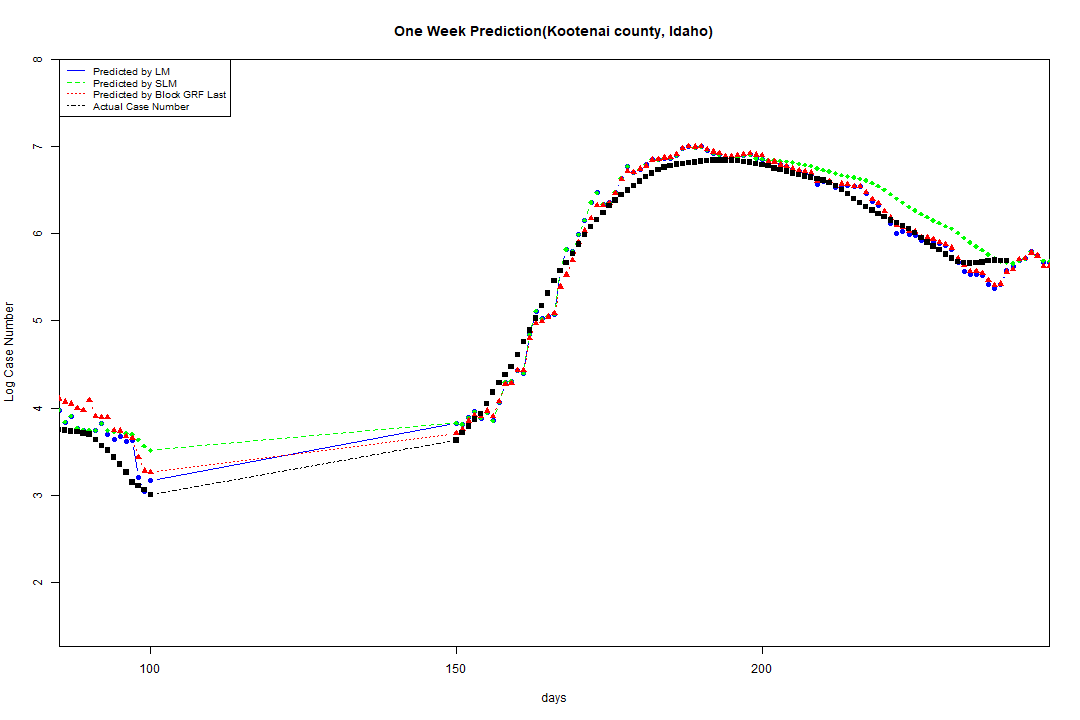 One Week Prediction(Kootenai county, Idaho)
Predicted by LM
Predicted by SLM
Predicted by Block GRF Last
Actual Case Number
8
7
6
5
4
3
2
Log Case Number
100 150 200
days